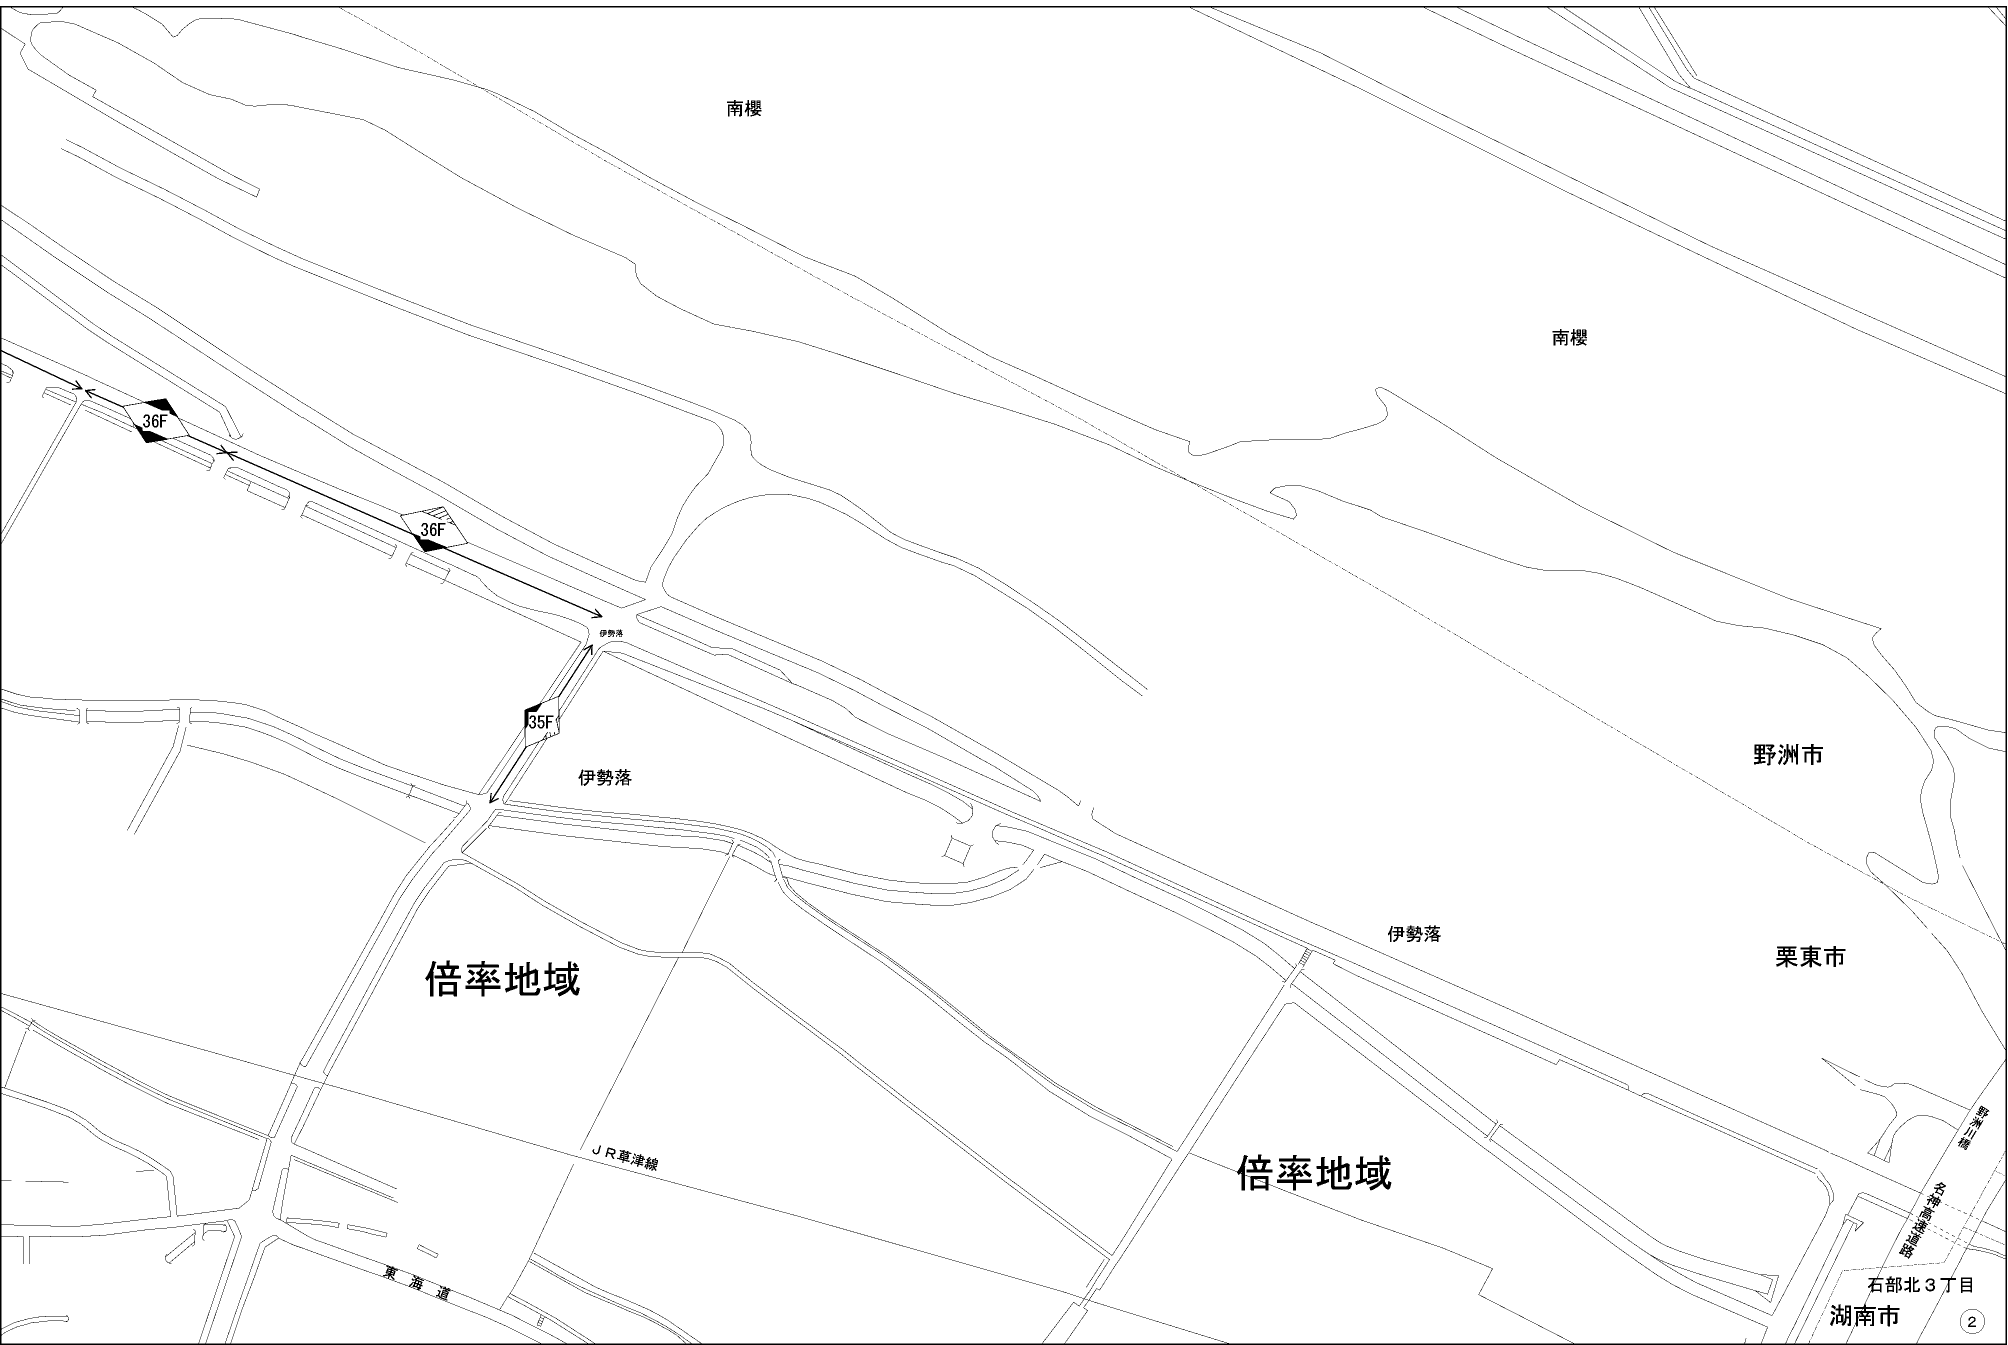 南櫻
南櫻
36F
36F
伊勢落
35F
伊勢落
野洲市
伊勢落
栗東市
倍率地域
野洲川橋
JR草津線
倍率地域
名神高速道路
東海道
石部北3丁目
湖南市
2